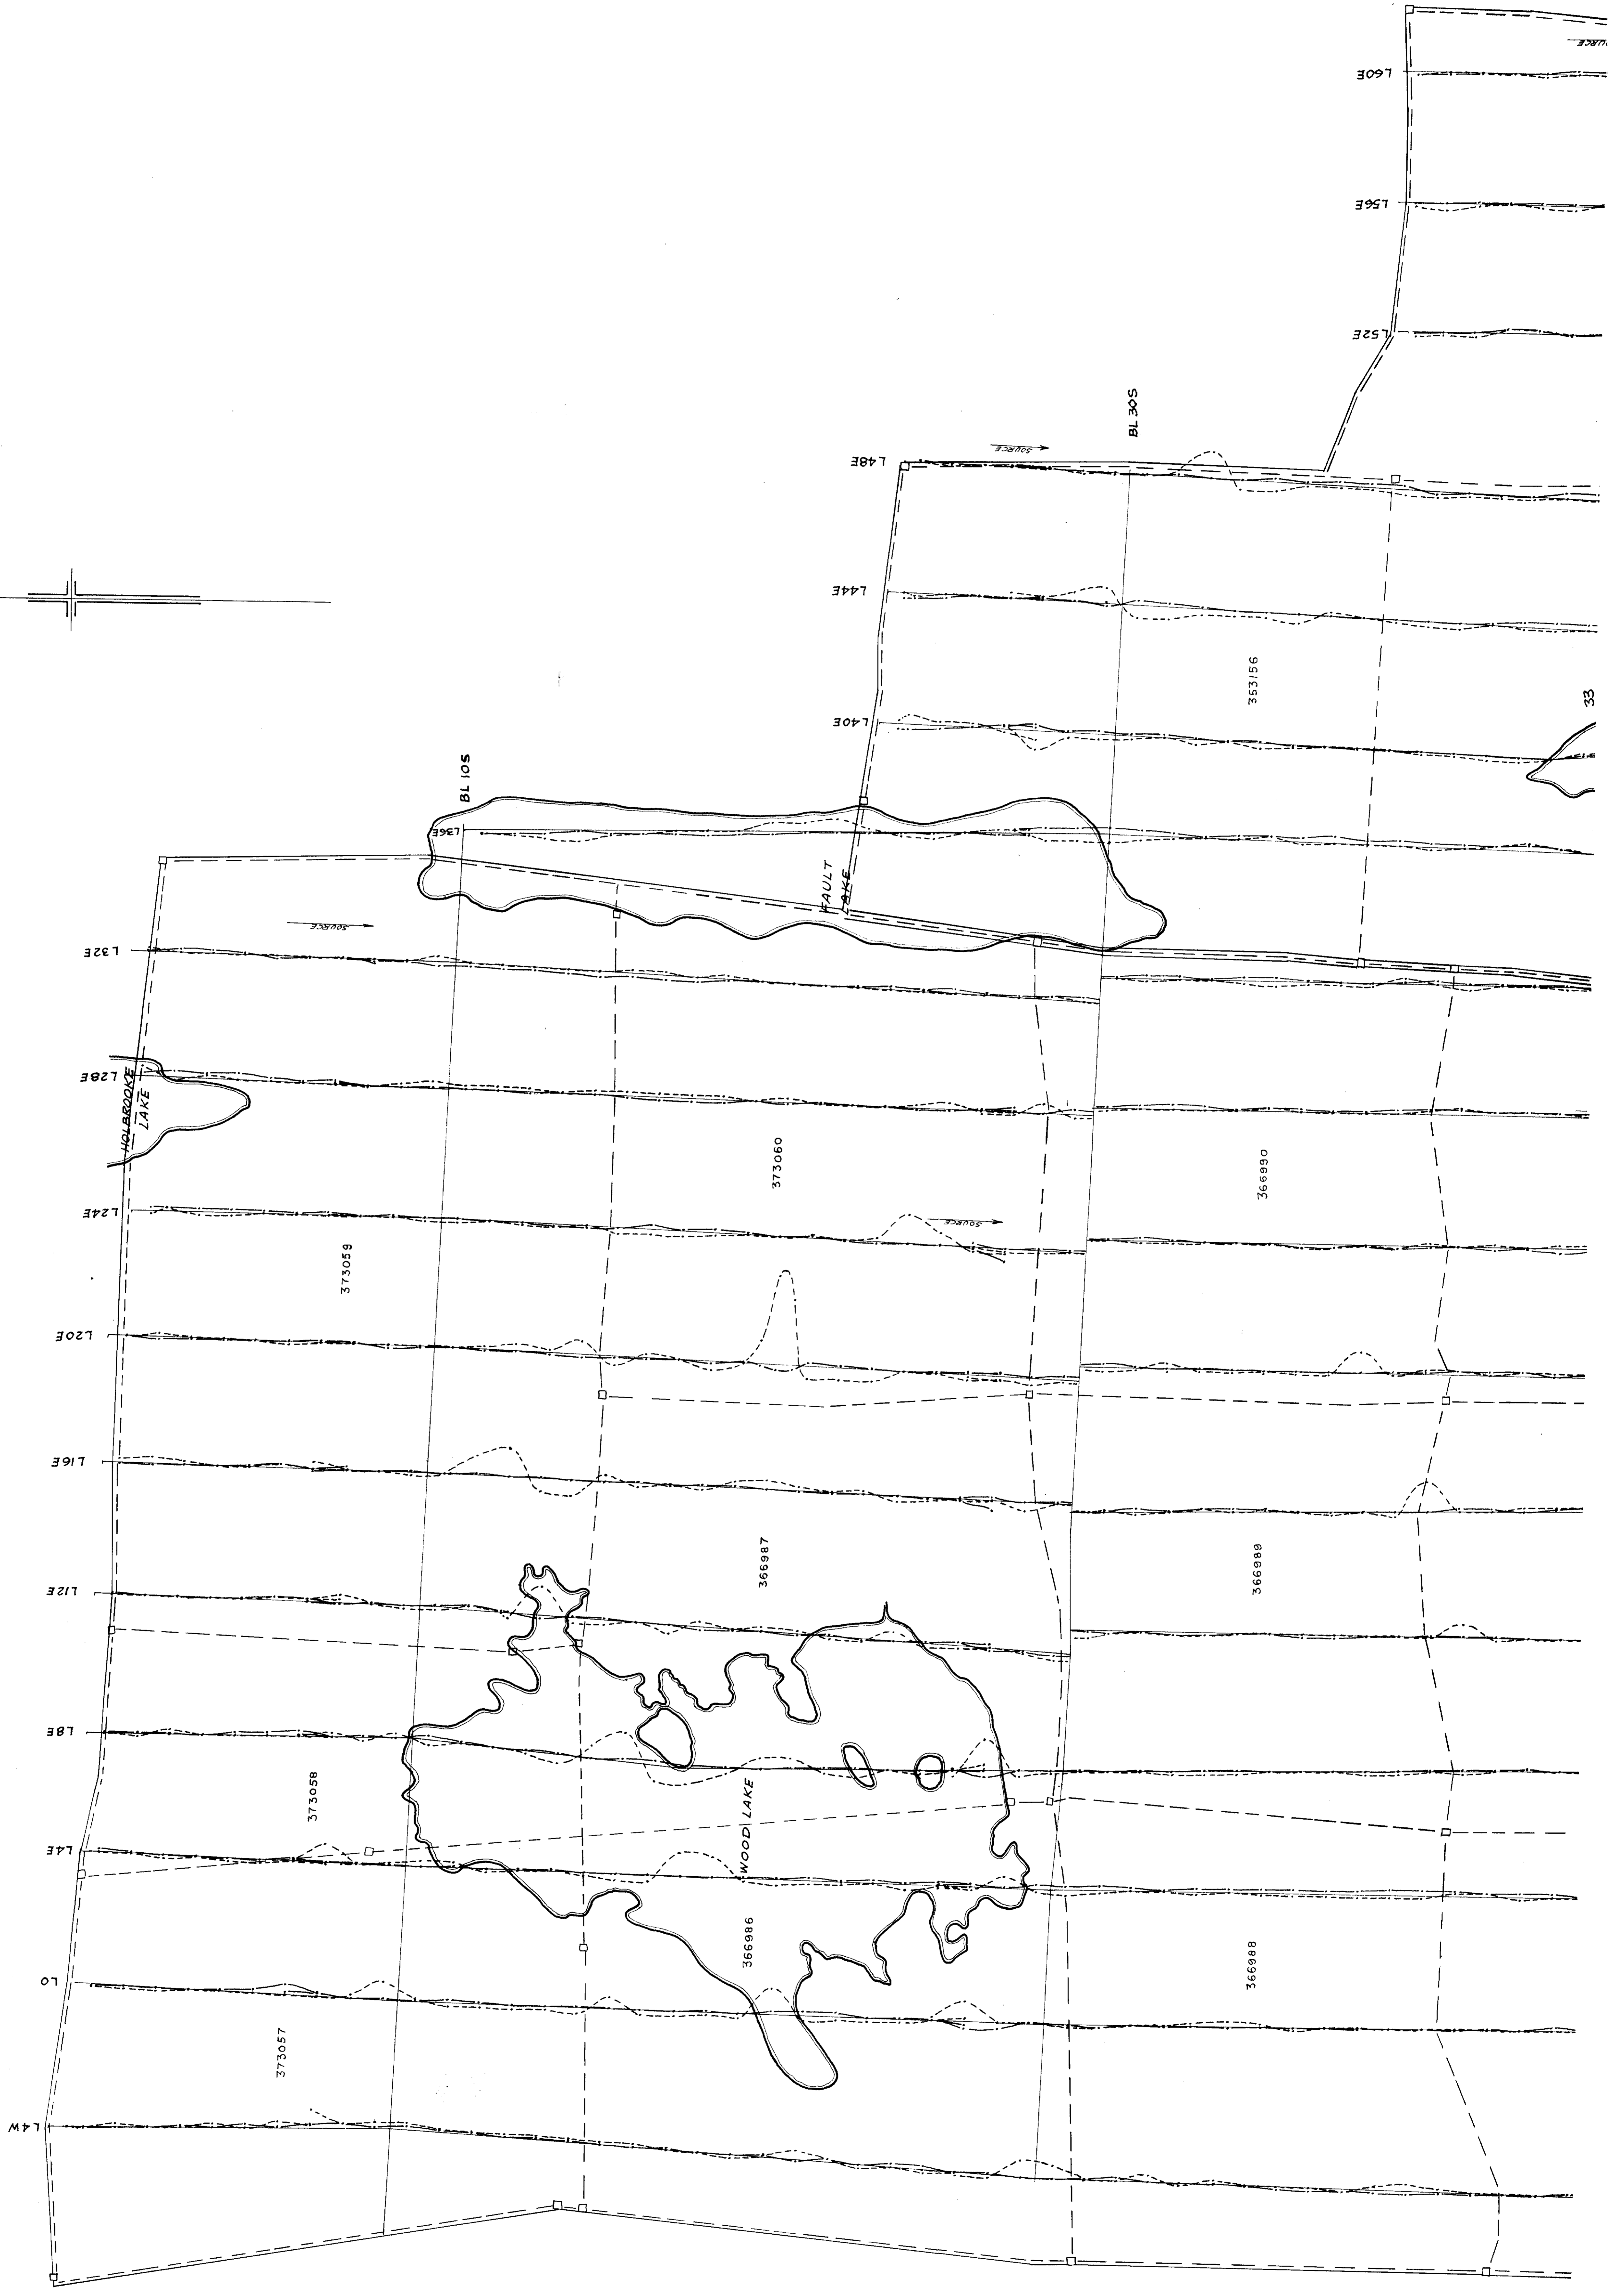 L60E
L56E
L52E
BL 30S
SOURCE
L48E
L44E
353156
33
L40E
BL 10S
L36E
FAULT
LAKE
SOURCE
L32E
L28E
HOLBROOKE
LAKE
373060
366990
L24E
SOURCE
373059
L20E
L16E
366987
366989
L12E
L8E
373058
WOOD LAKE
L4E
366986
366988
L0
373057
L4W